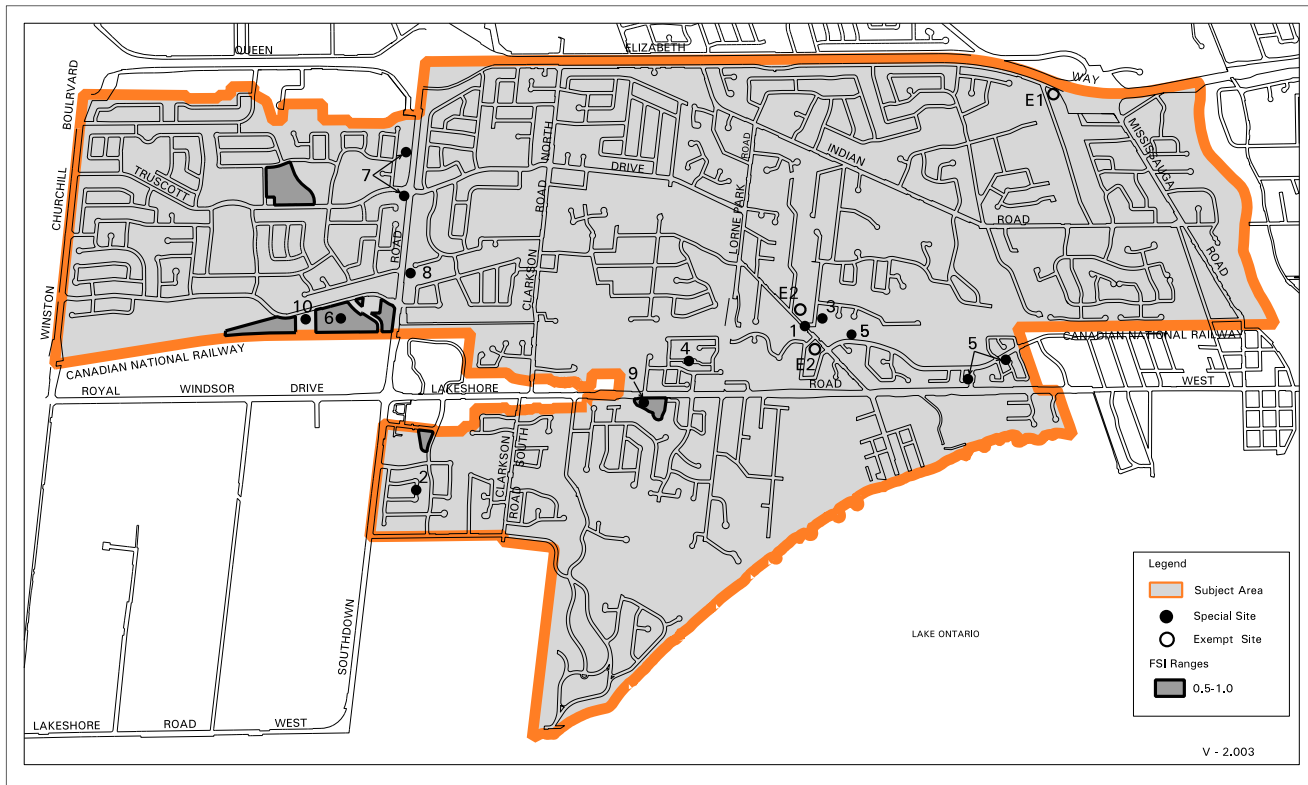 QUEEN
ELIZABETH
WAY
E1
BOULRVARD
CHURCHILL
WINSTON
TRUSCOTT
DRIVE
NORTH
ROAD
CLARKSON
INDIAN
ROAD
MISSISSAUGA
ROAD
LORNE PARK
ROAD
7
ROAD
8
10
6
E2
3
1
5
E2
4
5
9
CANADIAN NATIONAL RAILWAY
CANADIAN NATIONAL RAILWAY
ROYAL WINDSOR DRIVE
LAKESHORE
ROAD
WEST
CLARKSON
ROAD SOUTH
2
SOUTHDOWN
LAKESHORE ROAD WEST
LAKE ONTARIO
Legend
Subject Area
Special Site
Exempt Site
FSI Ranges
0.5-1.0
V - 2.003